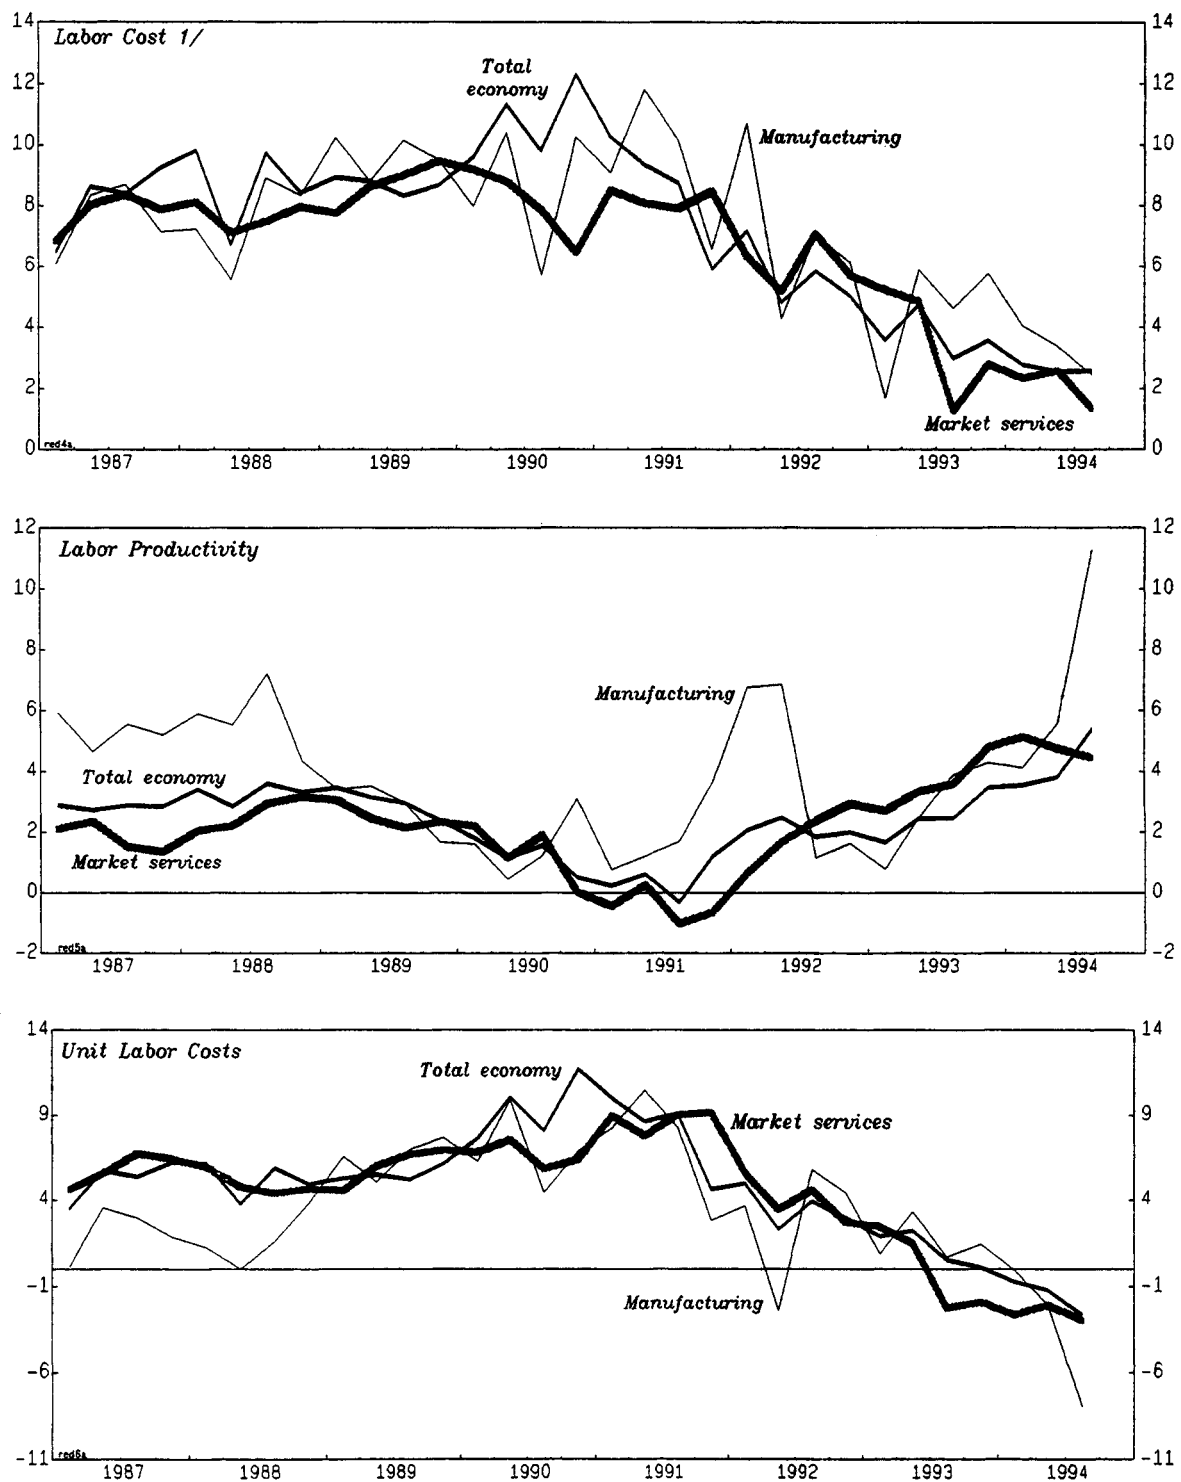 14 14
Labor Cost 1/
Total
economy
12 12
Manufacturing
10 10
8 8
6 6
4 4
2 2
Market services
red4a
0 0
1987 1988 1989 1990 1991 1992 1993 1994
12 12
Labor Productivity
10 10
8 8
Manufacturing
6 6
Total economy
4 4
2 2
Market services
0 0
red5a
-2 -2
1987 1988 1989 1990 1991 1992 1993 1994
14 14
Unit Labor Costs
Total economy
9 9
Market services
4 4
-1 -1
Manufacturing
-6 -6
red6a
-11 -11
1987 1988 1989 1990 1991 1992 1993 1994